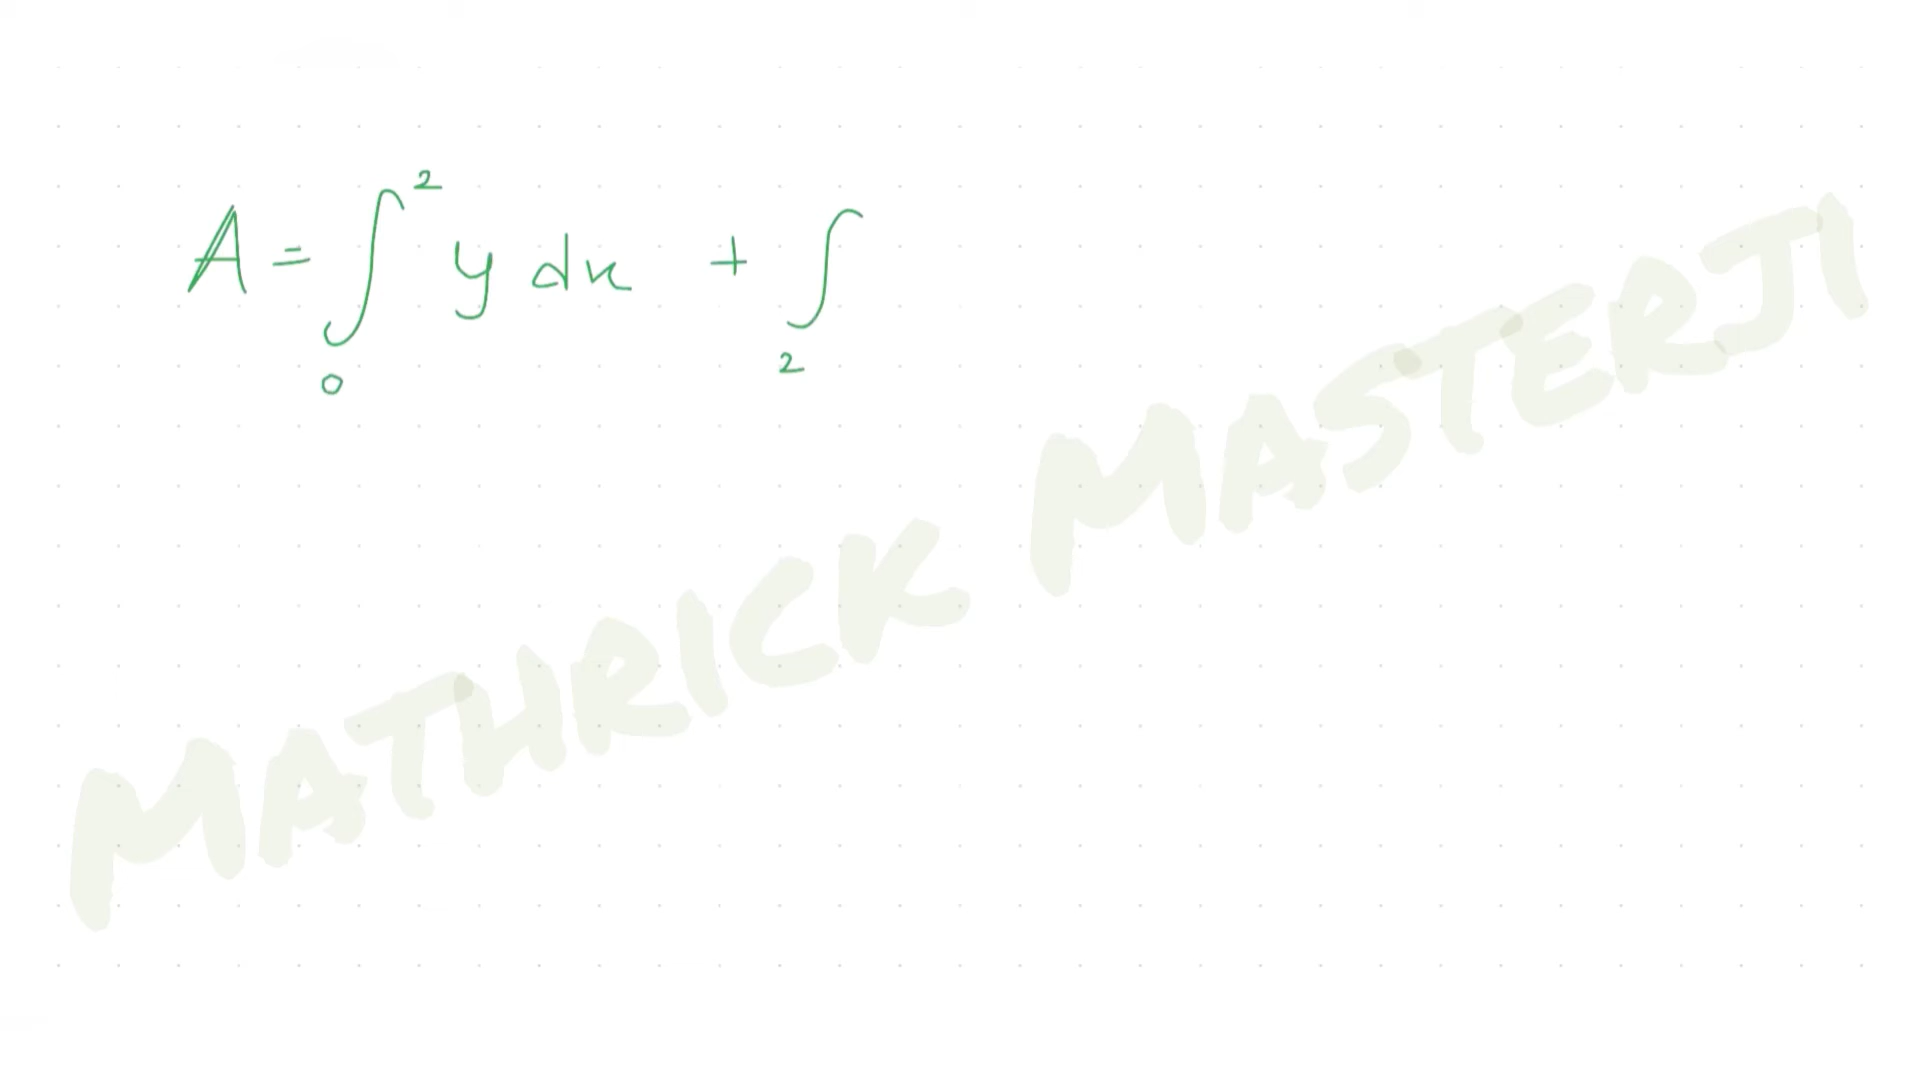 A = ∫₀² y dx + ∫₂
MATHRICK MASTERJI